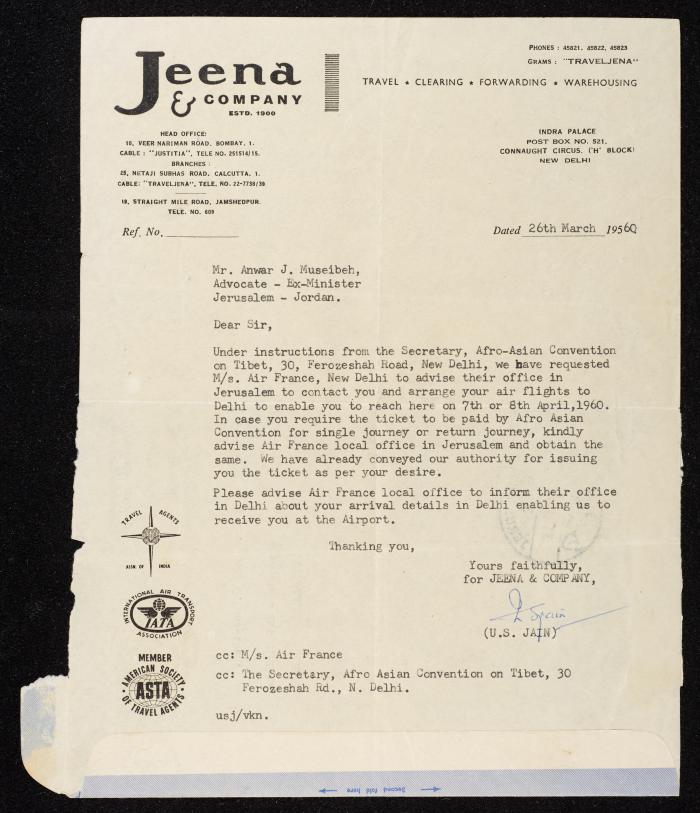 Jeena
& COMPANY
ESTD. 1900
PHONES : 45821, 45822, 45823
GRAMS : "TRAVELJENA"
TRAVEL ★ CLEARING ★ FORWARDING ★ WAREHOUSING
HEAD OFFICE:
10, VEER NARIMAN ROAD, BOMBAY, 1.
CABLE : "JUSTITIA", TELE NO. 251514/15.
BRANCHES :
25, NETAJI SUBHAS ROAD, CALCUTTA, 1.
CABLE: "TRAVELJENA", TELE, NO. 22-7738/39
19, STRAIGHT MILE ROAD, JAMSHEDPUR.
TELE. NO. 609
INDRA PALACE
POST BOX NO. 521,
CONNAUGHT CIRCUS, ('H' BLOCK)
NEW DELHI
Ref. No.
Dated 26th March 19560
Mr. Anwar J. Museibeh,
Advocate - Ex-Minister
Jerusalem - Jordan.
Dear Sir,
Under instructions from the Secretary, Afro-Asian Convention
on Tibet, 30, Ferozeshah Road, New Delhi, we have requested
M/s. Air France, New Delhi to advise their office in
Jerusalem to contact you and arrange your air flights to
Delhi to enable you to reach here on 7th or 8th April,1960.
In case you require the ticket to be paid by Afro Asian
Convention for single journey or return journey, kindly
advise Air France local office in Jerusalem and obtain the
same. We have already conveyed our authority for issuing
you the ticket as per your desire.
Please advise Air France local office to inform their office
in Delhi about your arrival details in Delhi enabling us to
receive you at the Airport.
Thanking you,
Yours faithfully,
for JEENA & COMPANY,
(U.S. JAIN)
TRAVEL AGENTS
ASSN. OF INDIA
INTERNATIONAL AIR TRANSPORT
IATA
ASSOCIATION
MEMBER
AMERICAN SOCIETY
ASTA
OF TRAVEL AGENTS
cc: M/s. Air France
cc: The Secretary, Afro Asian Convention on Tibet, 30
Ferozeshah Rd., N. Delhi.
usj/vkn.
Second fold here